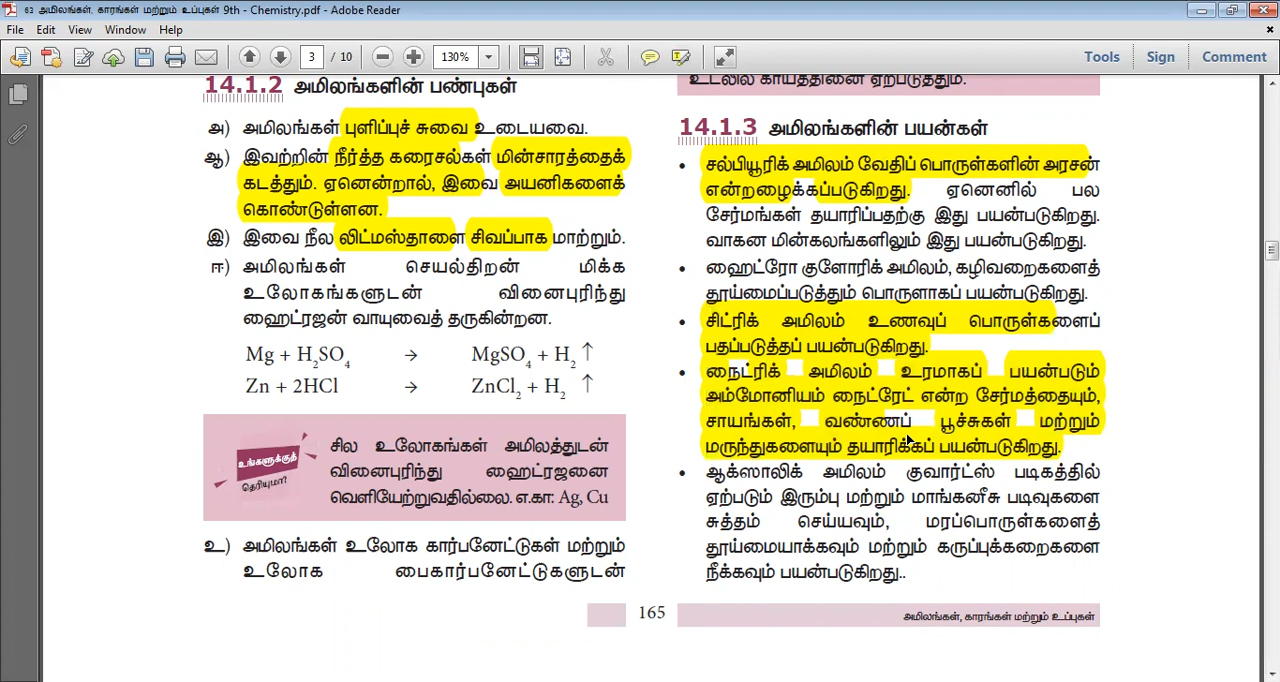 63 அமிலங்கள், காரங்கள் மற்றும் உப்புகள் 9th - Chemistry.pdf - Adobe Reader
File Edit View Window Help
3 / 10 130% Tools Sign Comment
14.1.2 அமிலங்களின் பண்புகள்
அ) அமிலங்கள் புளிப்புச் சுவை உடையவை.
ஆ) இவற்றின் நீர்த்த கரைசல்கள் மின்சாரத்தைக்
கடத்தும். ஏனென்றால், இவை அயனிகளைக்
கொண்டுள்ளன.
இ) இவை நீல லிட்மஸ்தாளை சிவப்பாக மாற்றும்.
ஈ) அமிலங்கள் செயல்திறன் மிக்க
உலோகங்களுடன் வினைபுரிந்து
ஹைட்ரஜன் வாயுவைத் தருகின்றன.
Mg + H₂SO₄ → MgSO₄ + H₂ ↑
Zn + 2HCl → ZnCl₂ + H₂ ↑
உங்களுக்குத்
தெரியுமா?
சில உலோகங்கள் அமிலத்துடன்
வினைபுரிந்து ஹைட்ரஜனை
வெளியேற்றுவதில்லை. எ.கா: Ag, Cu
உ) அமிலங்கள் உலோக கார்பனேட்டுகள் மற்றும்
உலோக பைகார்பனேட்டுகளுடன்
உடலில் காயத்தினை ஏற்படுத்தும்.
14.1.3 அமிலங்களின் பயன்கள்
• சல்பியூரிக் அமிலம் வேதிப் பொருள்களின் அரசன்
என்றழைக்கப்படுகிறது. ஏனெனில் பல
சேர்மங்கள் தயாரிப்பதற்கு இது பயன்படுகிறது.
வாகன மின்கலங்களிலும் இது பயன்படுகிறது.
• ஹைட்ரோ குளோரிக் அமிலம், கழிவறைகளைத்
தூய்மைப்படுத்தும் பொருளாகப் பயன்படுகிறது.
• சிட்ரிக் அமிலம் உணவுப் பொருள்களைப்
பதப்படுத்தப் பயன்படுகிறது.
• நைட்ரிக் அமிலம் உரமாகப் பயன்படும்
அம்மோனியம் நைட்ரேட் என்ற சேர்மத்தையும்,
சாயங்கள், வண்ணப் பூச்சுகள் மற்றும்
மருந்துகளையும் தயாரிக்கப் பயன்படுகிறது.
• ஆக்ஸாலிக் அமிலம் குவார்ட்ஸ் படிகத்தில்
ஏற்படும் இரும்பு மற்றும் மாங்கனீசு படிவுகளை
சுத்தம் செய்யவும், மரப்பொருள்களைத்
தூய்மையாக்கவும் மற்றும் கருப்புக்கறைகளை
நீக்கவும் பயன்படுகிறது..
165 அமிலங்கள், காரங்கள் மற்றும் உப்புகள்